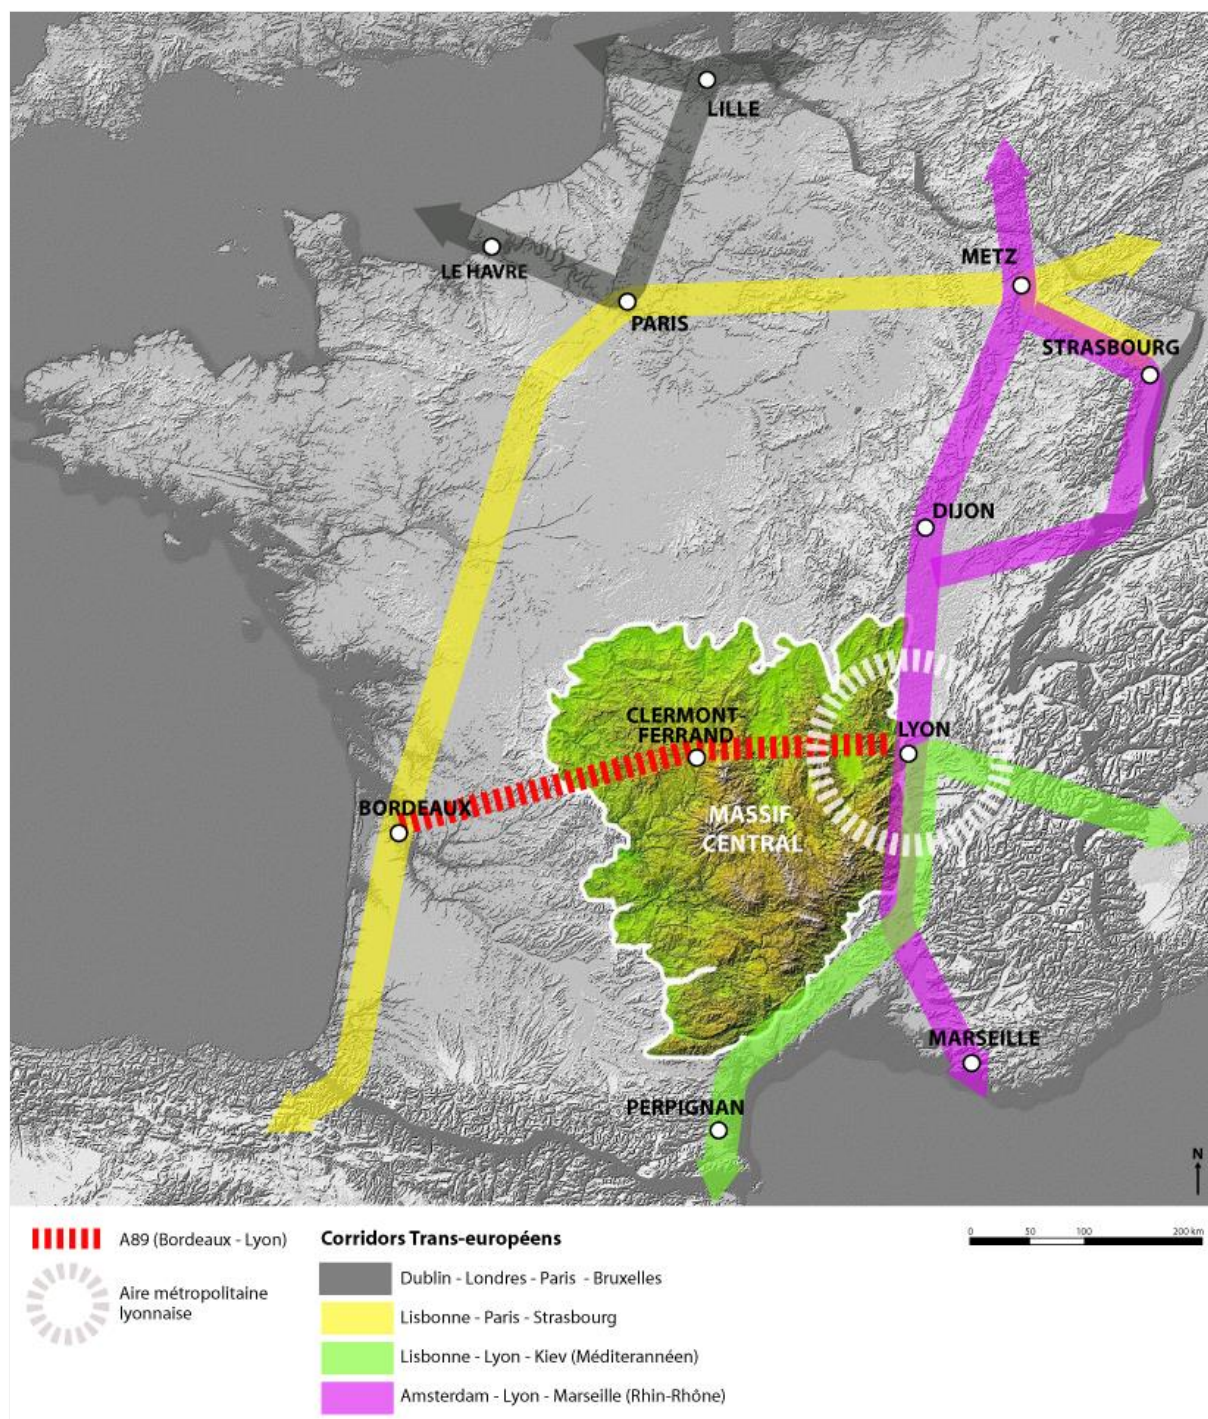 LILLE
METZ
LE HAVRE
PARIS
STRASBOURG
DIJON
CLERMONT-
FERRAND
LYON
BORDEAUX
MASSIF
CENTRAL
MARSEILLE
PERPIGNAN
N
A89 (Bordeaux - Lyon)
Aire métropolitaine
lyonnaise
Corridors Trans-européens
Dublin - Londres - Paris - Bruxelles
Lisbonne - Paris - Strasbourg
Lisbonne - Lyon - Kiev (Méditerannéen)
Amsterdam - Lyon - Marseille (Rhin-Rhône)
0 50 100 200 km